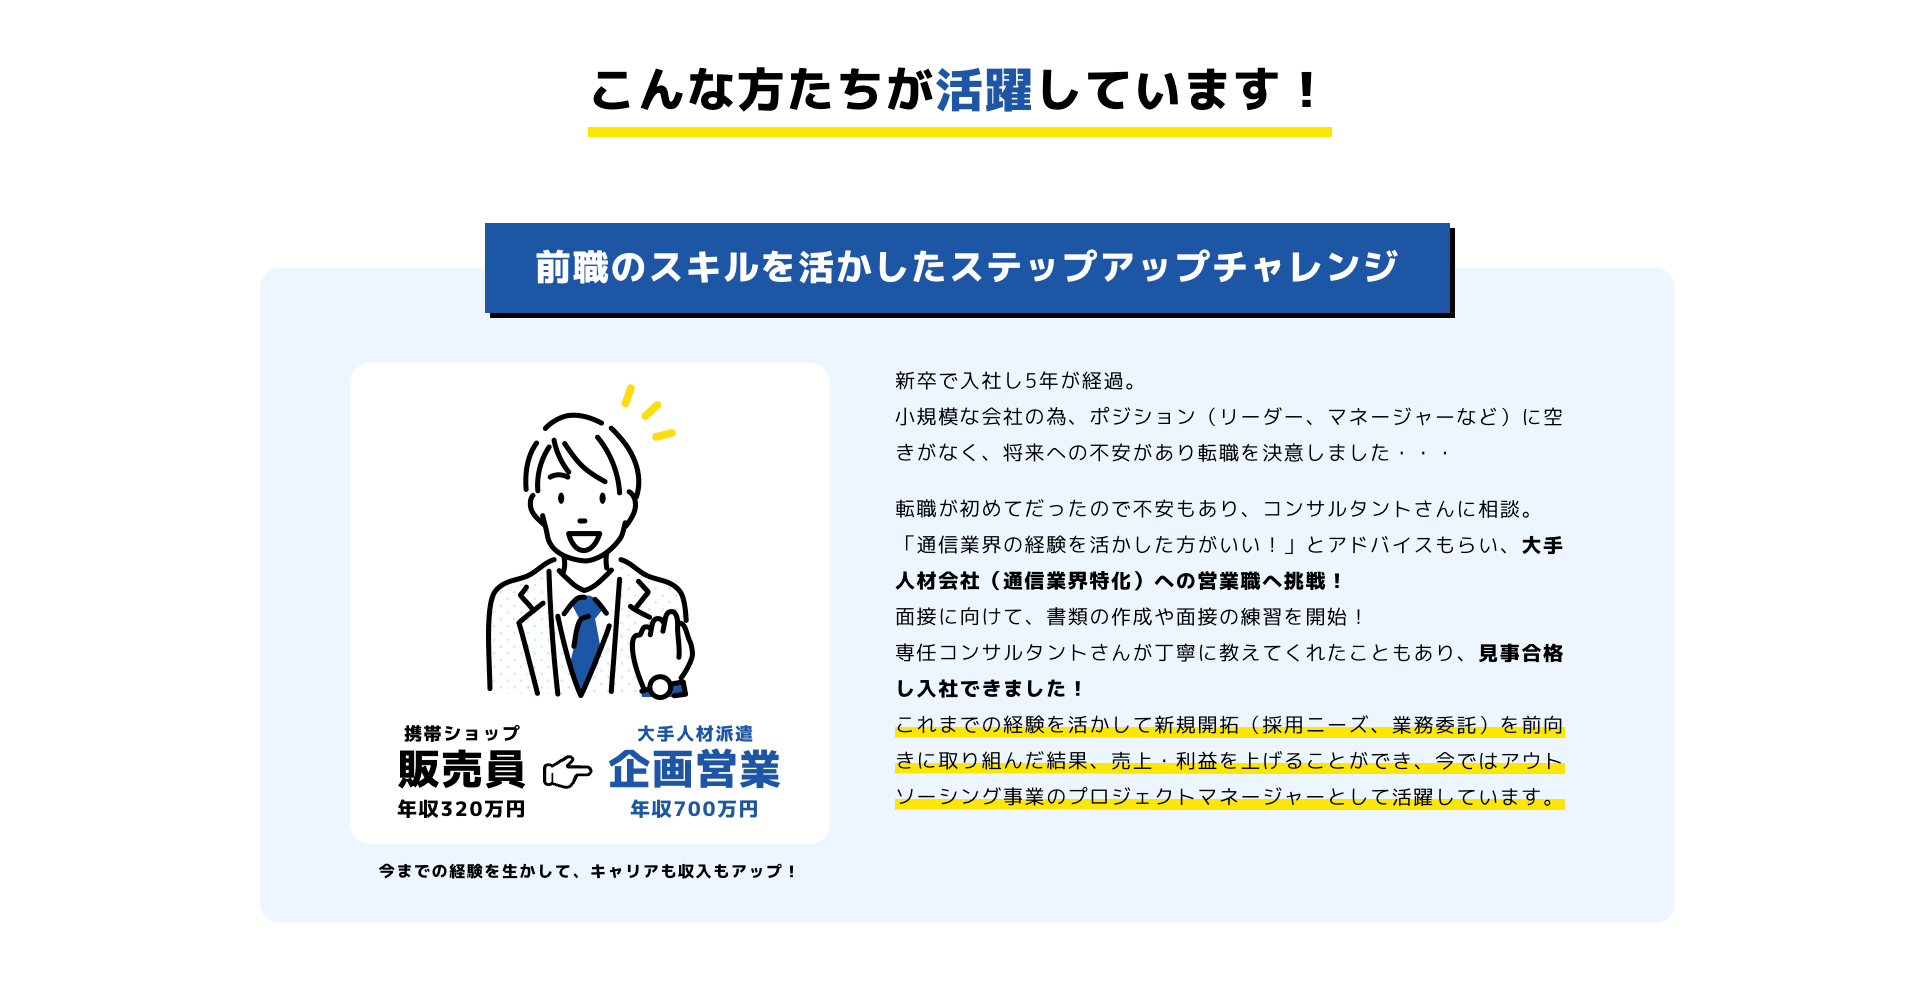 こんな方たちが活躍しています！
前職のスキルを活かしたステップアップチャレンジ
携帯ショップ
販売員
年収320万円
大手人材派遣
企画営業
年収700万円
今までの経験を生かして、キャリアも収入もアップ！
新卒で入社し5年が経過。
小規模な会社の為、ポジション（リーダー、マネージャーなど）に空
きがなく、将来への不安があり転職を決意しました・・・
転職が初めてだったので不安もあり、コンサルタントさんに相談。
「通信業界の経験を活かした方がいい！」とアドバイスもらい、大手
人材会社（通信業界特化）への営業職へ挑戦！
面接に向けて、書類の作成や面接の練習を開始！
専任コンサルタントさんが丁寧に教えてくれたこともあり、見事合格
し入社できました！
これまでの経験を活かして新規開拓（採用ニーズ、業務委託）を前向
きに取り組んだ結果、売上・利益を上げることができ、今ではアウト
ソーシング事業のプロジェクトマネージャーとして活躍しています。